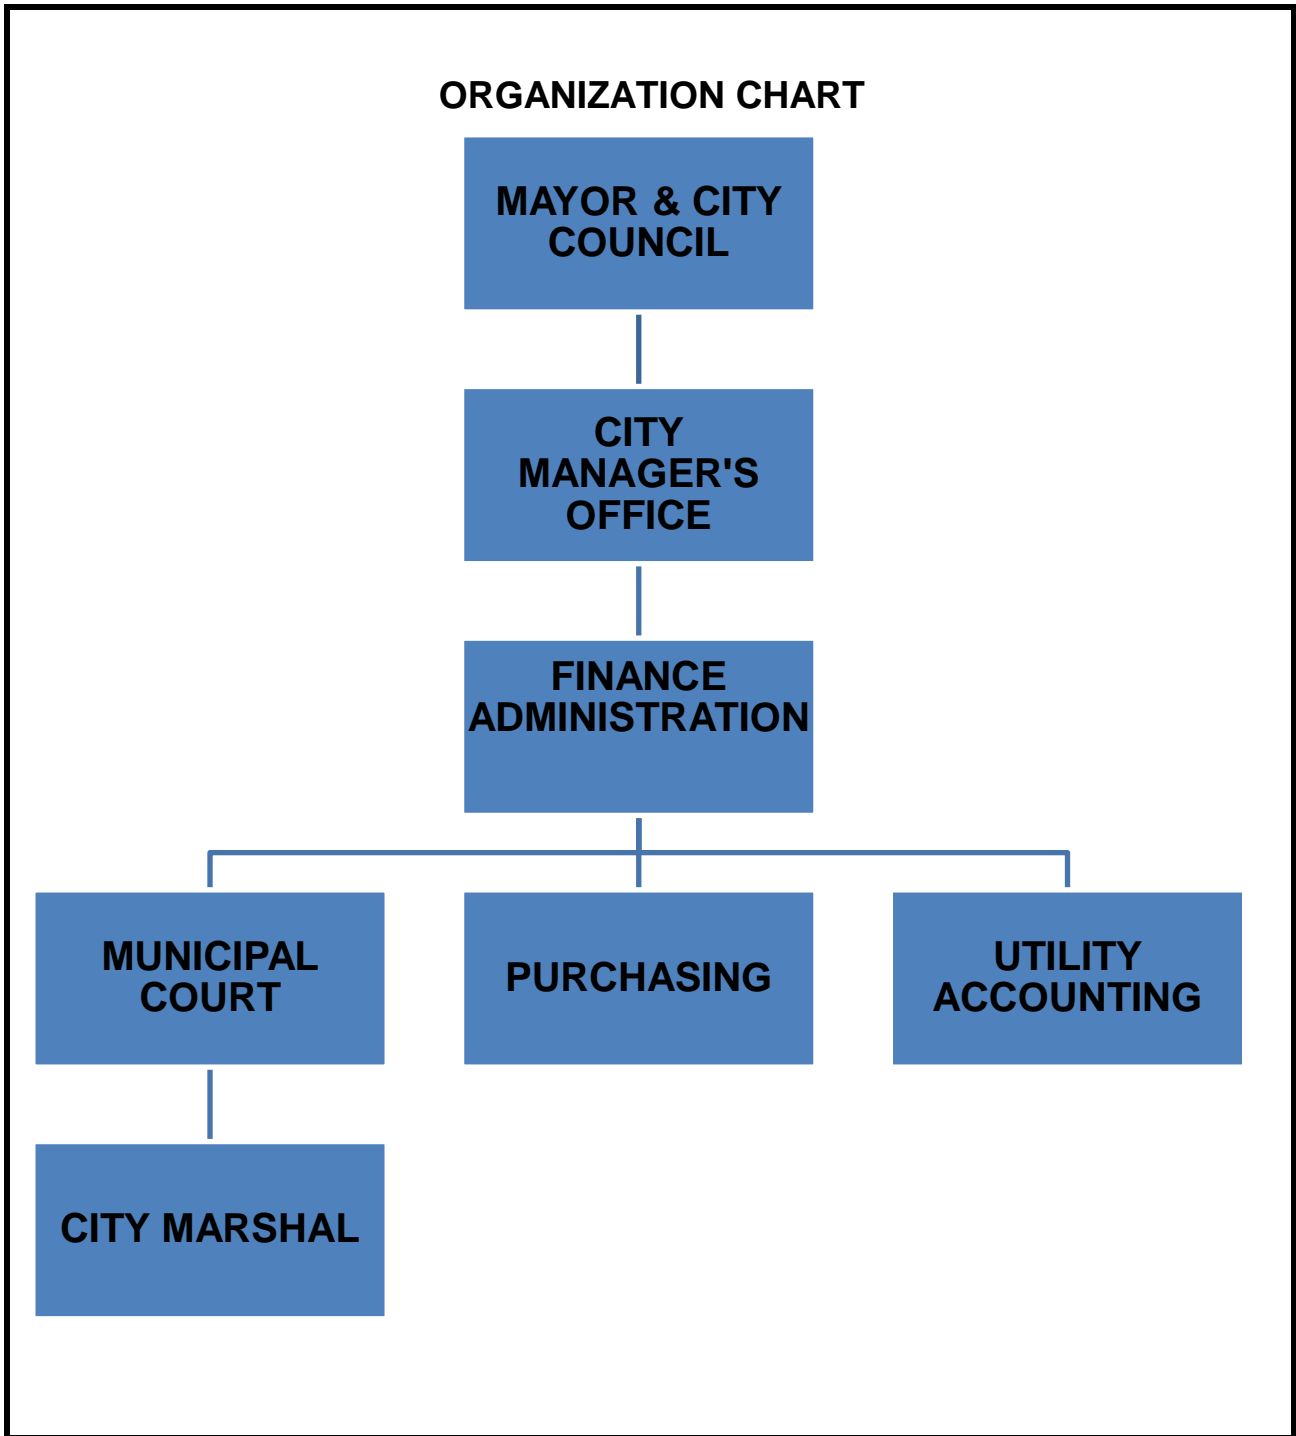 ORGANIZATION CHART
MAYOR & CITY
COUNCIL
CITY
MANAGER'S
OFFICE
FINANCE
ADMINISTRATION
MUNICIPAL
COURT
PURCHASING
UTILITY
ACCOUNTING
CITY MARSHAL